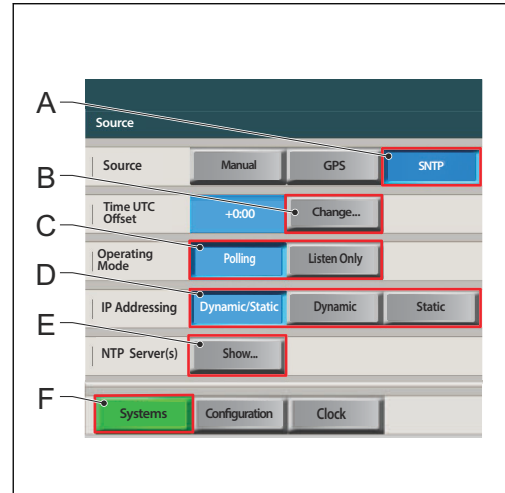 Source
A
Source Manual GPS SNTP
B
Time UTC Offset +0:00 Change...
C
Operating Mode Polling Listen Only
D
IP Addressing Dynamic/Static Dynamic Static
E
NTP Server(s) Show...
F
Systems Configuration Clock